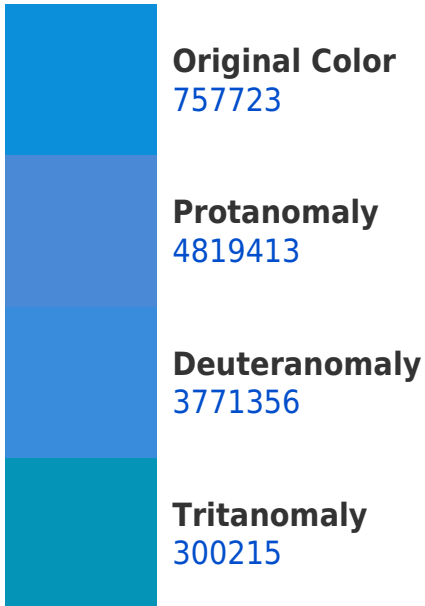 Original Color
757723
Protanomaly
4819413
Deuteranomaly
3771356
Tritanomaly
300215